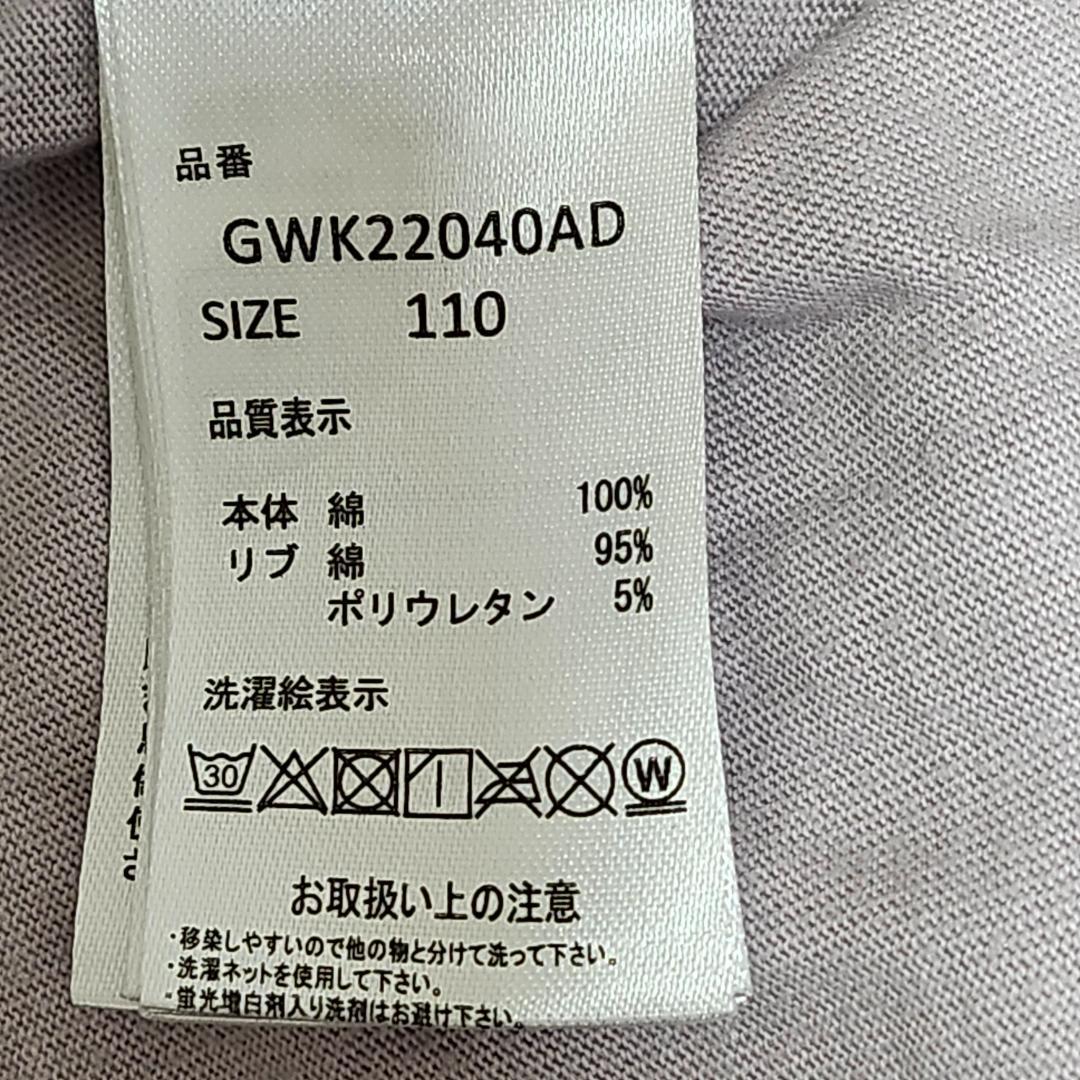 品番
GWK22040AD
SIZE 110
品質表示
本体 綿 100%
リブ 綿 95%
ポリウレタン 5%
洗濯絵表示
30 W
お取扱い上の注意
・移染しやすいので他の物と分けて洗って下さい。
・洗濯ネットを使用して下さい。
・蛍光増白剤入り洗剤はお避け下さい。